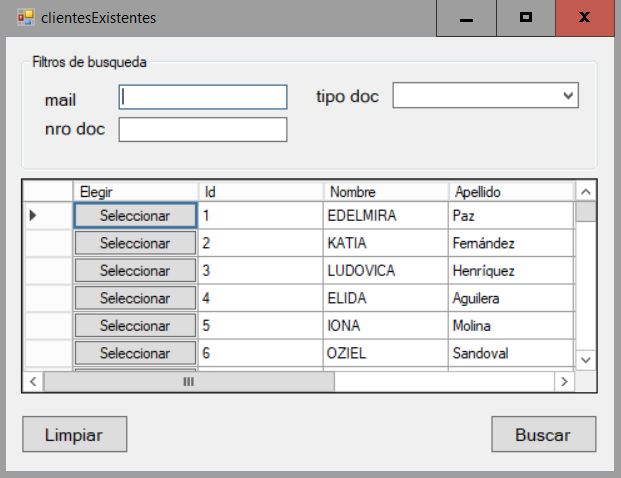 clientesExistentes
Filtros de busqueda
mail
tipo doc
nro doc
Elegir Id Nombre Apellido
Seleccionar 1 EDELMIRA Paz
Seleccionar 2 KATIA Fernández
Seleccionar 3 LUDOVICA Henríquez
Seleccionar 4 ELIDA Aguilera
Seleccionar 5 IONA Molina
Seleccionar 6 OZIEL Sandoval
Limpiar Buscar